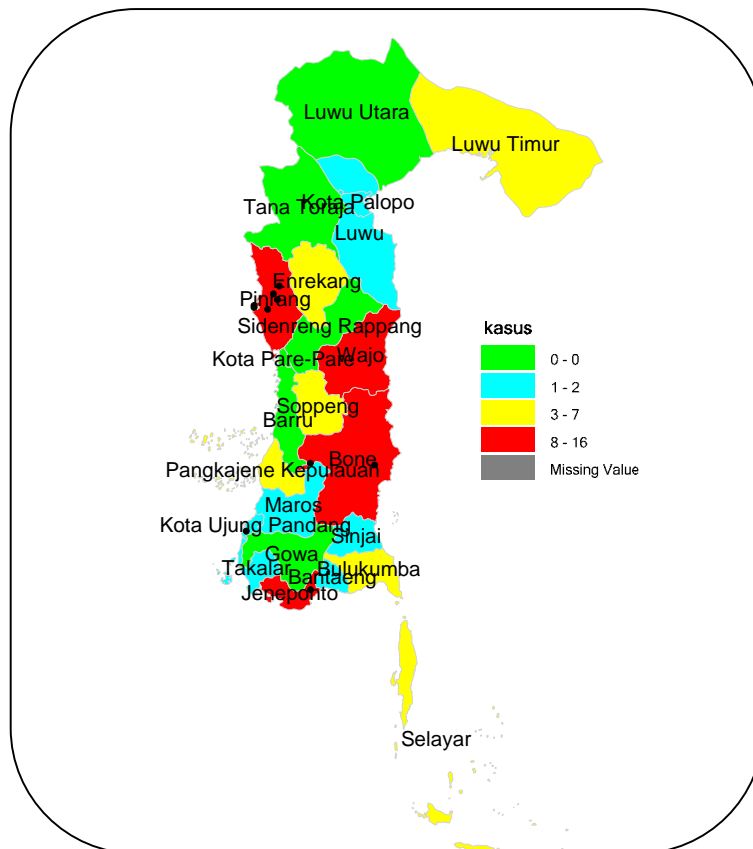 Luwu Utara
Luwu Timur
Kota Palopo
Tana Toraja
Luwu
Enrekang
Pinrang
Sidenreng Rappang
Wajo
Kota Pare-Pare
Soppeng
Barru
Bone
Pangkajene Kepulauan
Maros
Kota Ujung Pandang
Sinjai
Gowa
Takalar
Bulukumba
Bantaeng
Jeneponto
Selayar
kasus
0 - 0
1 - 2
3 - 7
8 - 16
Missing Value